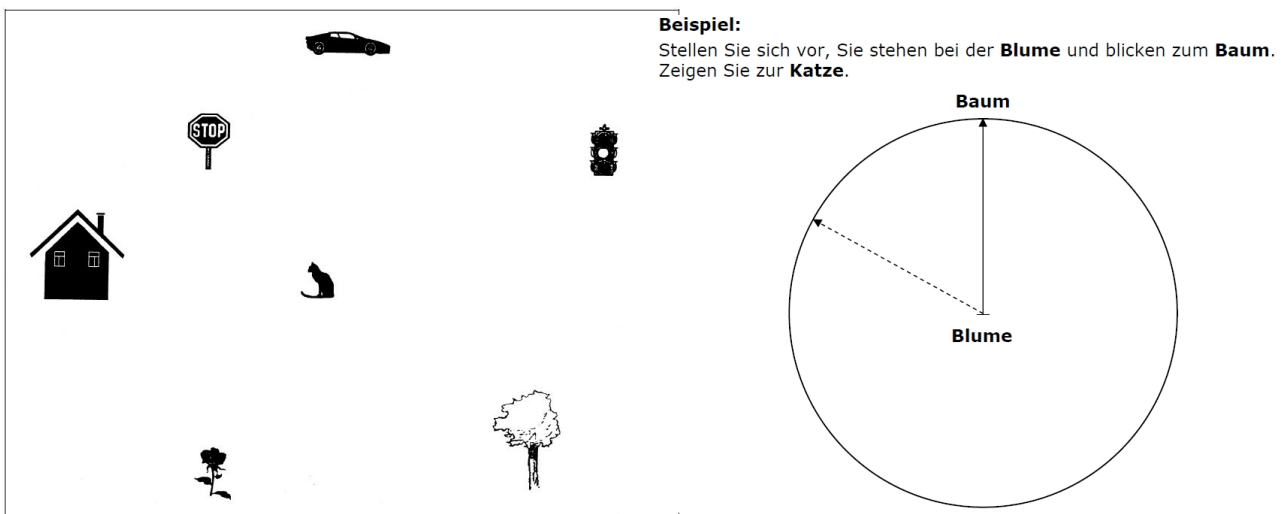 STOP
Beispiel:
Stellen Sie sich vor, Sie stehen bei der Blume und blicken zum Baum.
Zeigen Sie zur Katze.
Baum
Blume